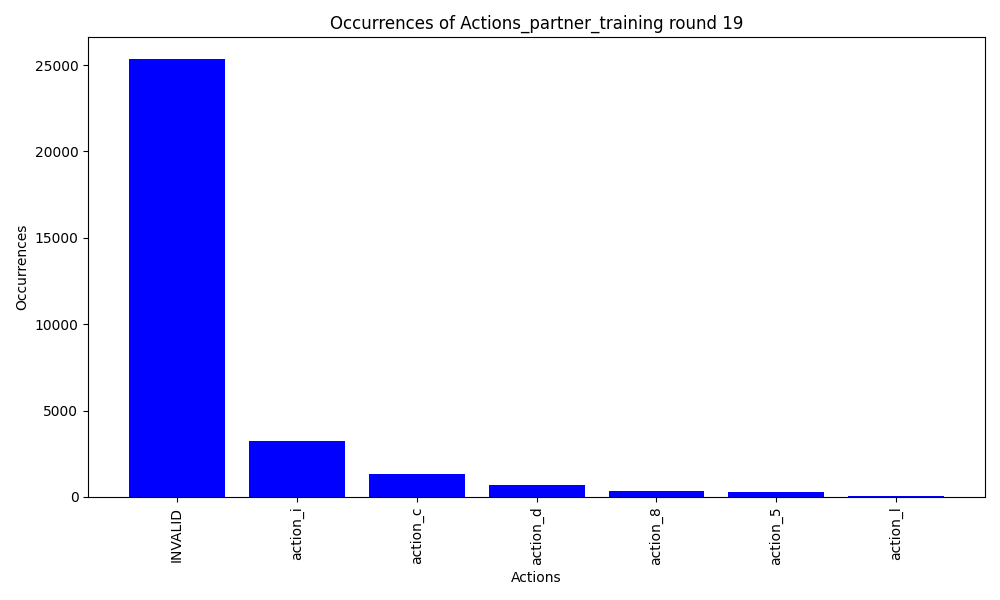 Occurrences of Actions_partner_training round 19
25000
20000
15000
10000
5000
0
Occurrences
INVALID
action_i
action_c
action_d
action_8
action_5
action_l
Actions